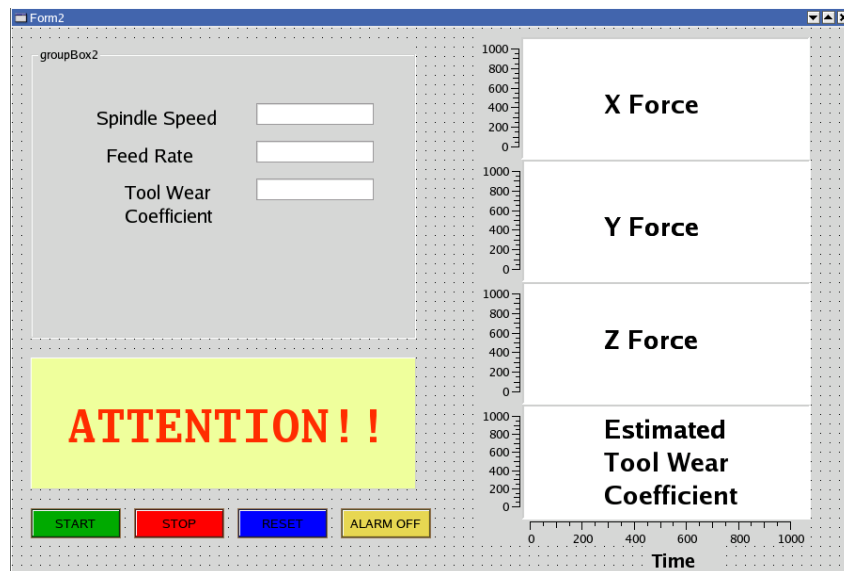 Form2
groupBox2
Spindle Speed
Feed Rate
Tool Wear
Coefficient
ATTENTION!!
START
STOP
RESET
ALARM OFF
1000
800
600
400
200
0
X Force
1000
800
600
400
200
0
Y Force
1000
800
600
400
200
0
Z Force
1000
800
600
400
200
0
Estimated
Tool Wear
Coefficient
0 200 400 600 800 1000
Time